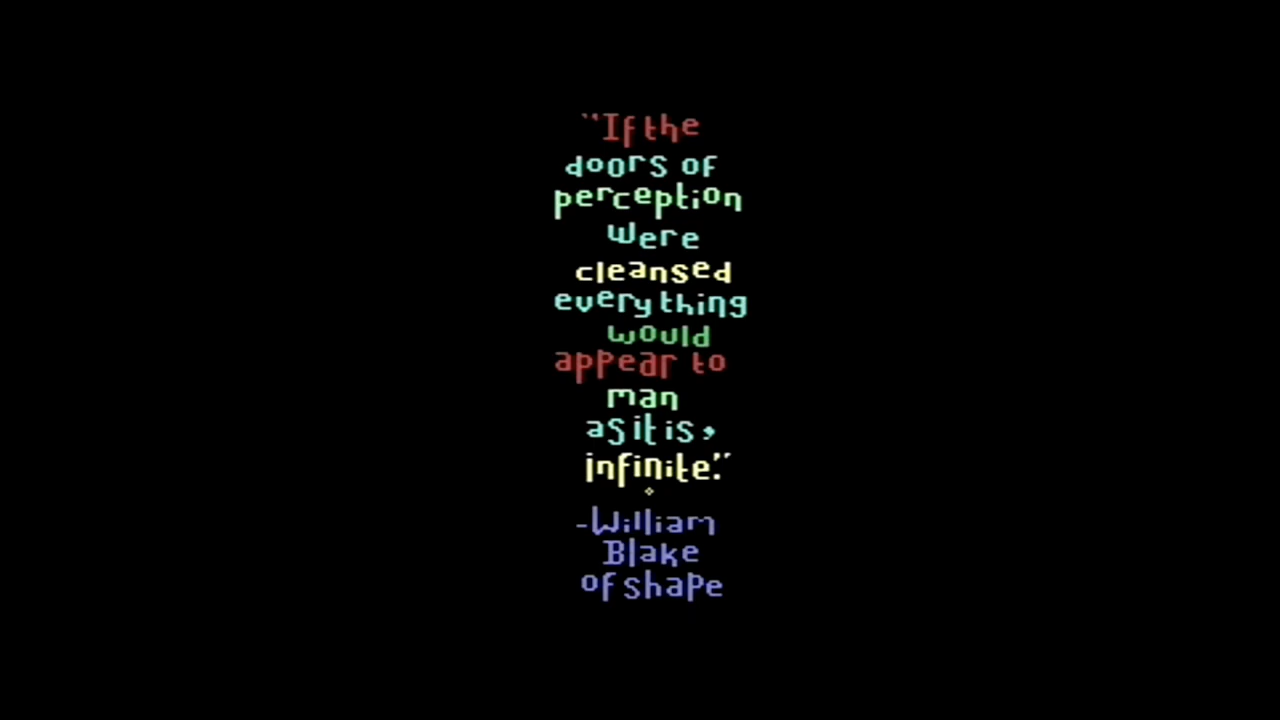 "If the
doors of
perception
were
cleansed
everything
would
appear to
man
as it is,
infinite."
-William
Blake
of shape